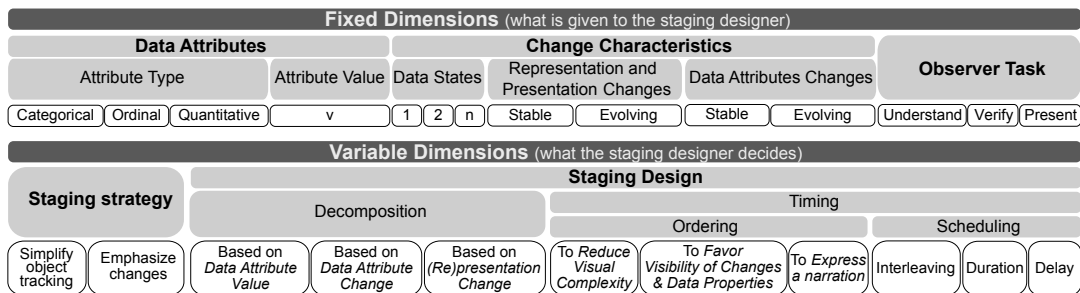 Fixed Dimensions (what is given to the staging designer)
Data Attributes
Change Characteristics
Observer Task
Attribute Type
Attribute Value
Data States
Representation and
Presentation Changes
Data Attributes Changes
Categorical
Ordinal
Quantitative
v
1
2
n
Stable
Evolving
Stable
Evolving
Understand
Verify
Present
Variable Dimensions (what the staging designer decides)
Staging strategy
Staging Design
Decomposition
Timing
Ordering
Scheduling
Simplify
object
tracking
Emphasize
changes
Based on
Data Attribute
Value
Based on
Data Attribute
Change
Based on
(Re)presentation
Change
To Reduce
Visual
Complexity
To Favor
Visibility of Changes
& Data Properties
To Express
a narration
Interleaving
Duration
Delay